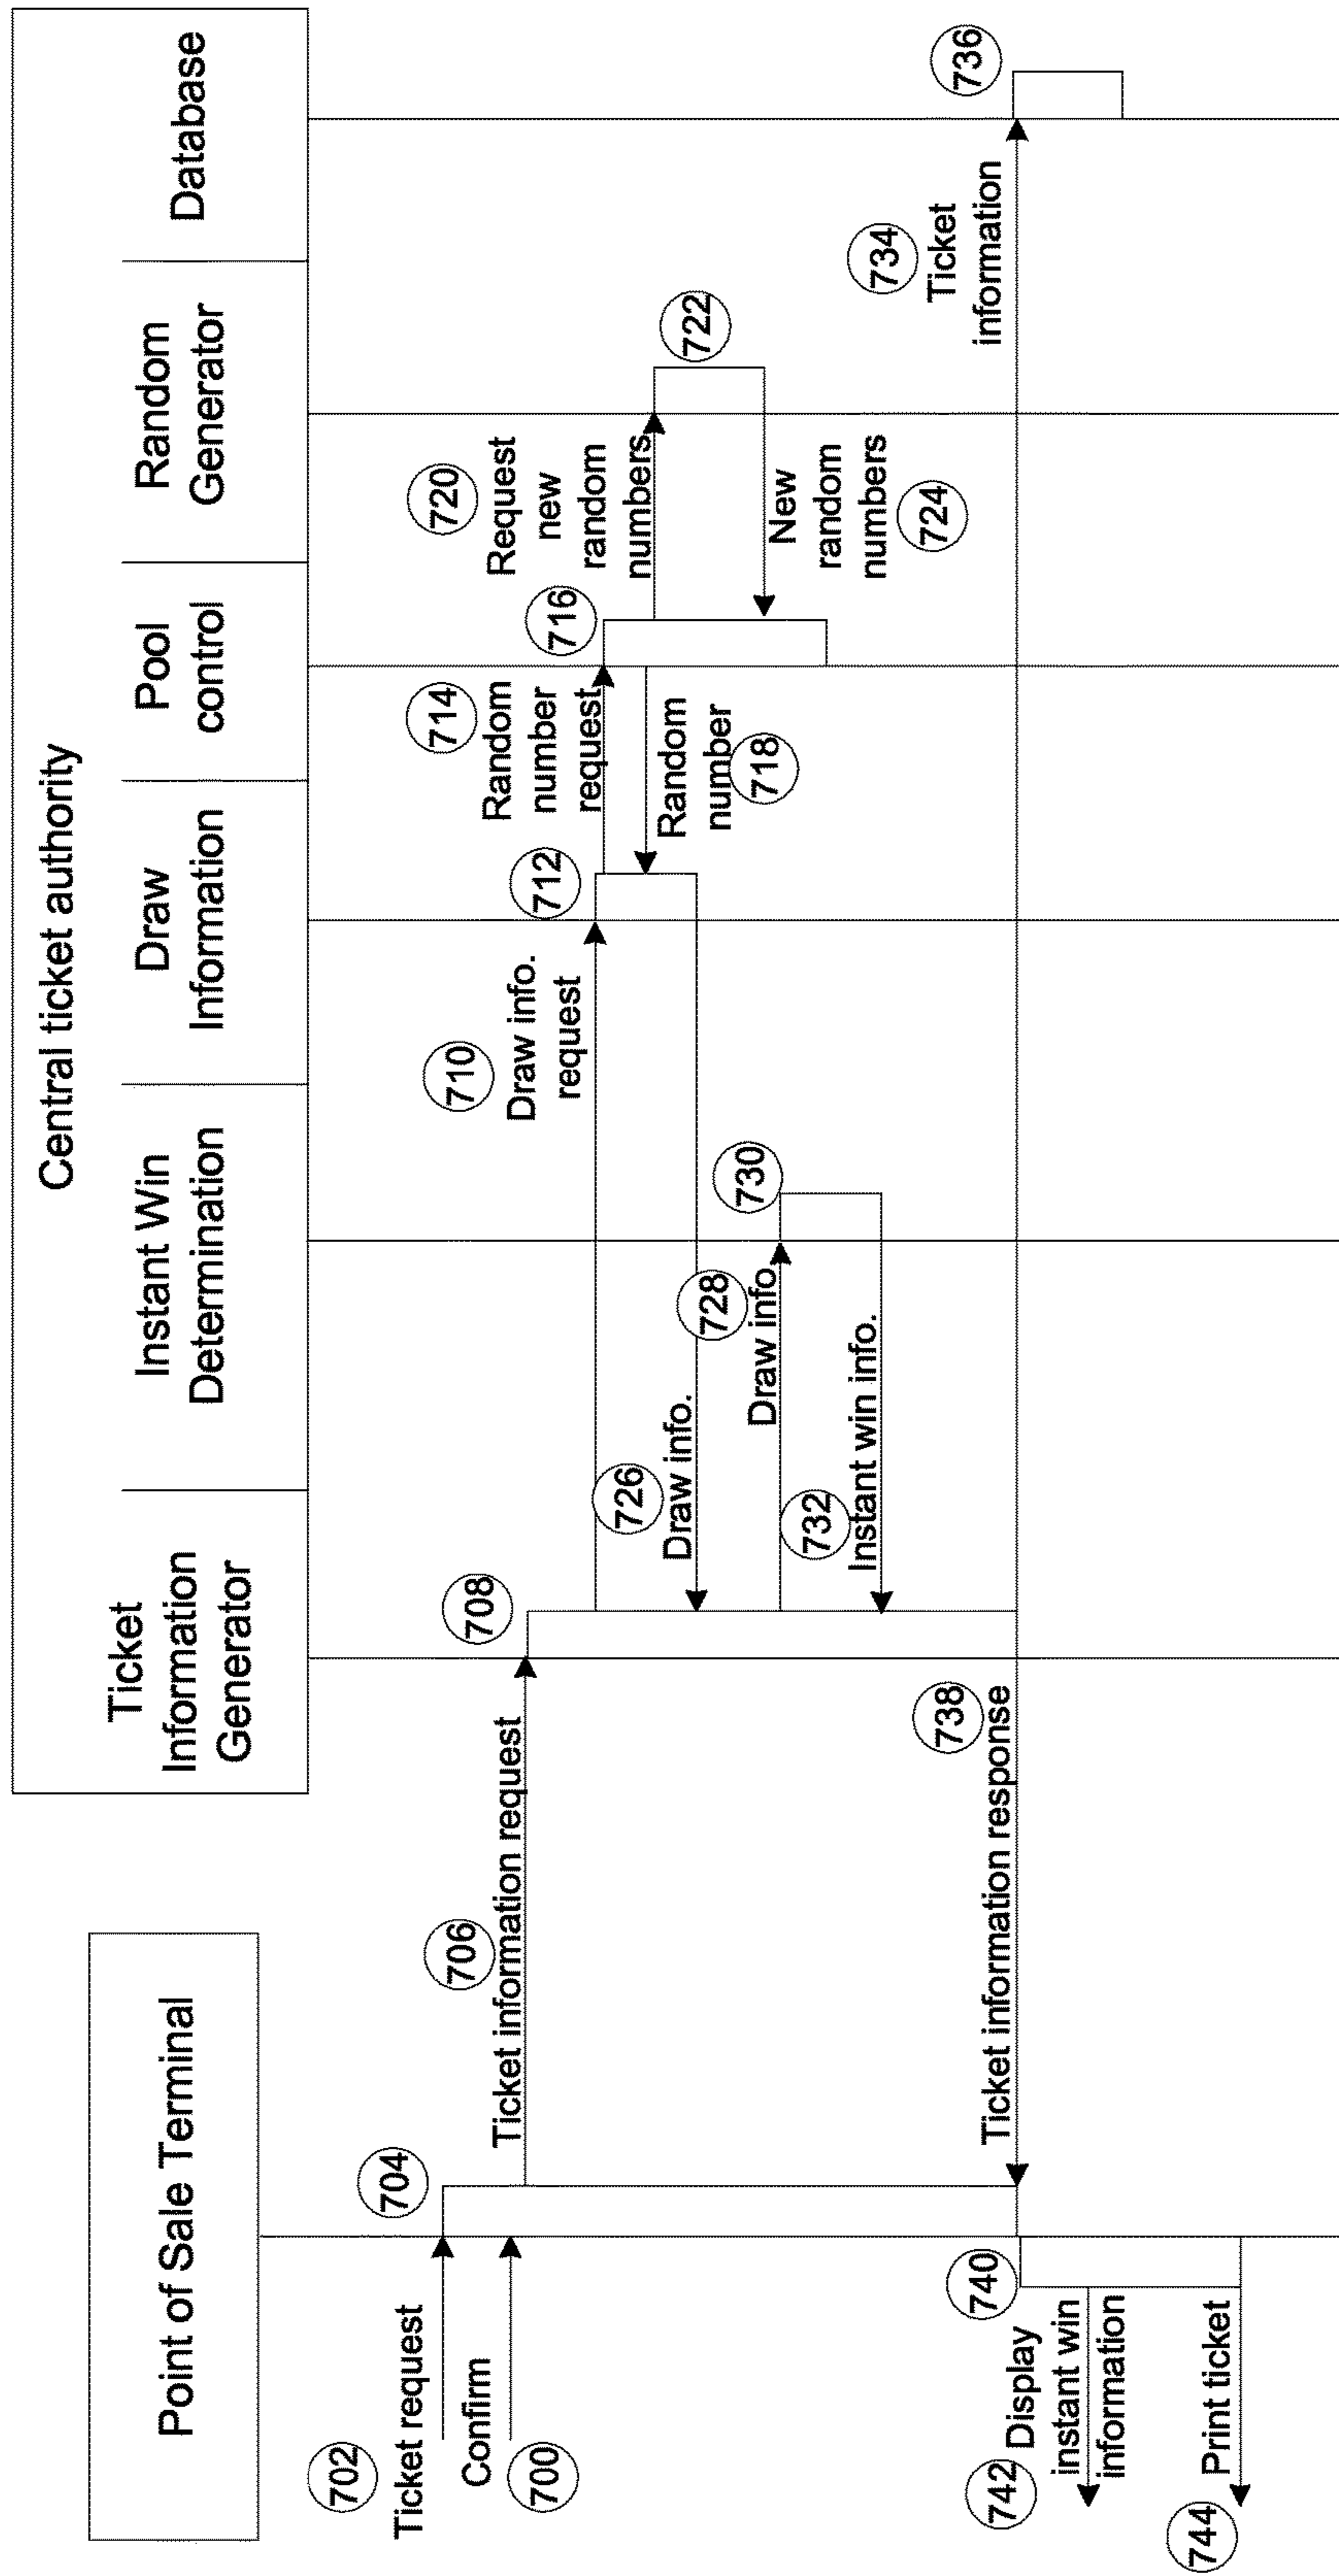 Central ticket authority
Point of Sale Terminal
Ticket
Information
Generator
Instant Win
Determination
Draw
Information
Pool
control
Random
Generator
Database
702
Ticket request
704
Confirm
700
706
Ticket information request
708
710
Draw info.
request
712
714
Random
number
request
716
Random
number
718
720
Request
new
random
numbers
722
New
random
numbers
724
726
Draw info.
728
Draw info.
730
732
Instant win info.
734
Ticket
information
736
738
Ticket information response
740
742
Display
instant win
information
744
Print ticket